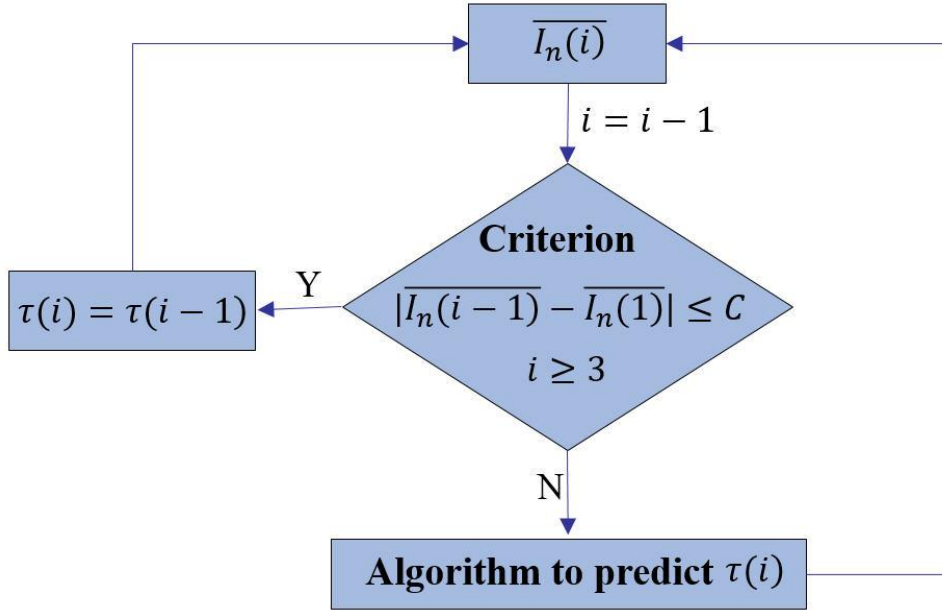 $\overline{I_n(i)}$
$i = i - 1$
Criterion
$|\overline{I_n(i-1)} - \overline{I_n(1)}| \leq C$
$i \geq 3$
Y
$\tau(i) = \tau(i-1)$
N
Algorithm to predict $\tau(i)$